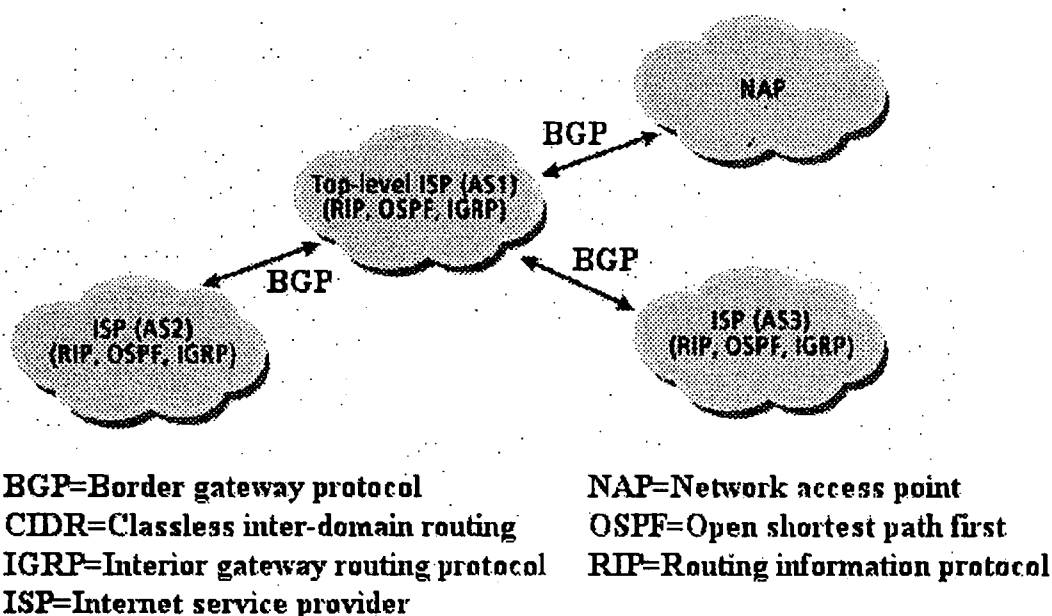 NAP
BGP
Top-level ISP (AS1)
(RIP, OSPF, IGRP)
BGP
BGP
ISP (AS2)
(RIP, OSPF, IGRP)
ISP (AS3)
(RIP, OSPF, IGRP)
BGP=Border gateway protocol
CIDR=Classless inter-domain routing
IGRP=Interior gateway routing protocol
ISP=Internet service provider
NAP=Network access point
OSPF=Open shortest path first
RIP=Routing information protocol